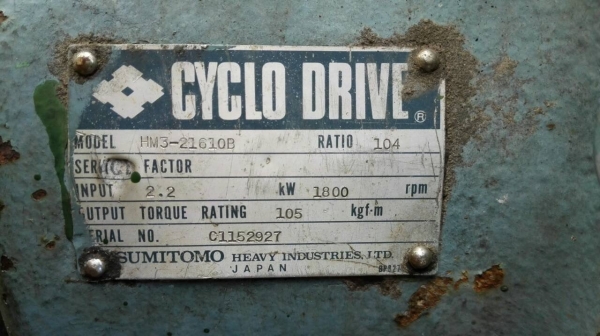 CYCLO DRIVE ®
MODEL HM3-21610B RATIO 104
SERVICE FACTOR
INPUT 2.2 kW 1800 rpm
OUTPUT TORQUE RATING 105 kgf-m
SERIAL NO. C1152927
SUMITOMO HEAVY INDUSTRIES, LTD.
JAPAN